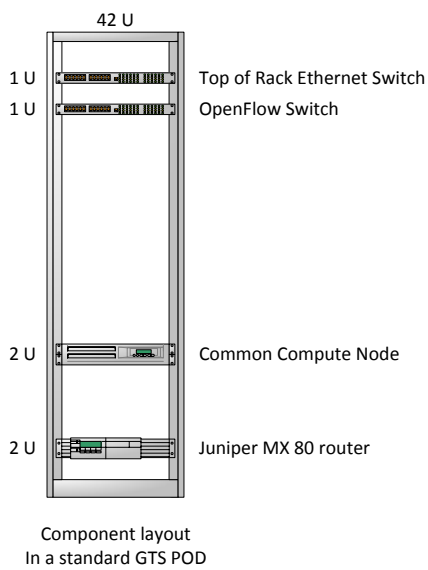 42 U
1 U Top of Rack Ethernet Switch
1 U OpenFlow Switch
2 U Common Compute Node
2 U Juniper MX 80 router
Component layout
In a standard GTS POD